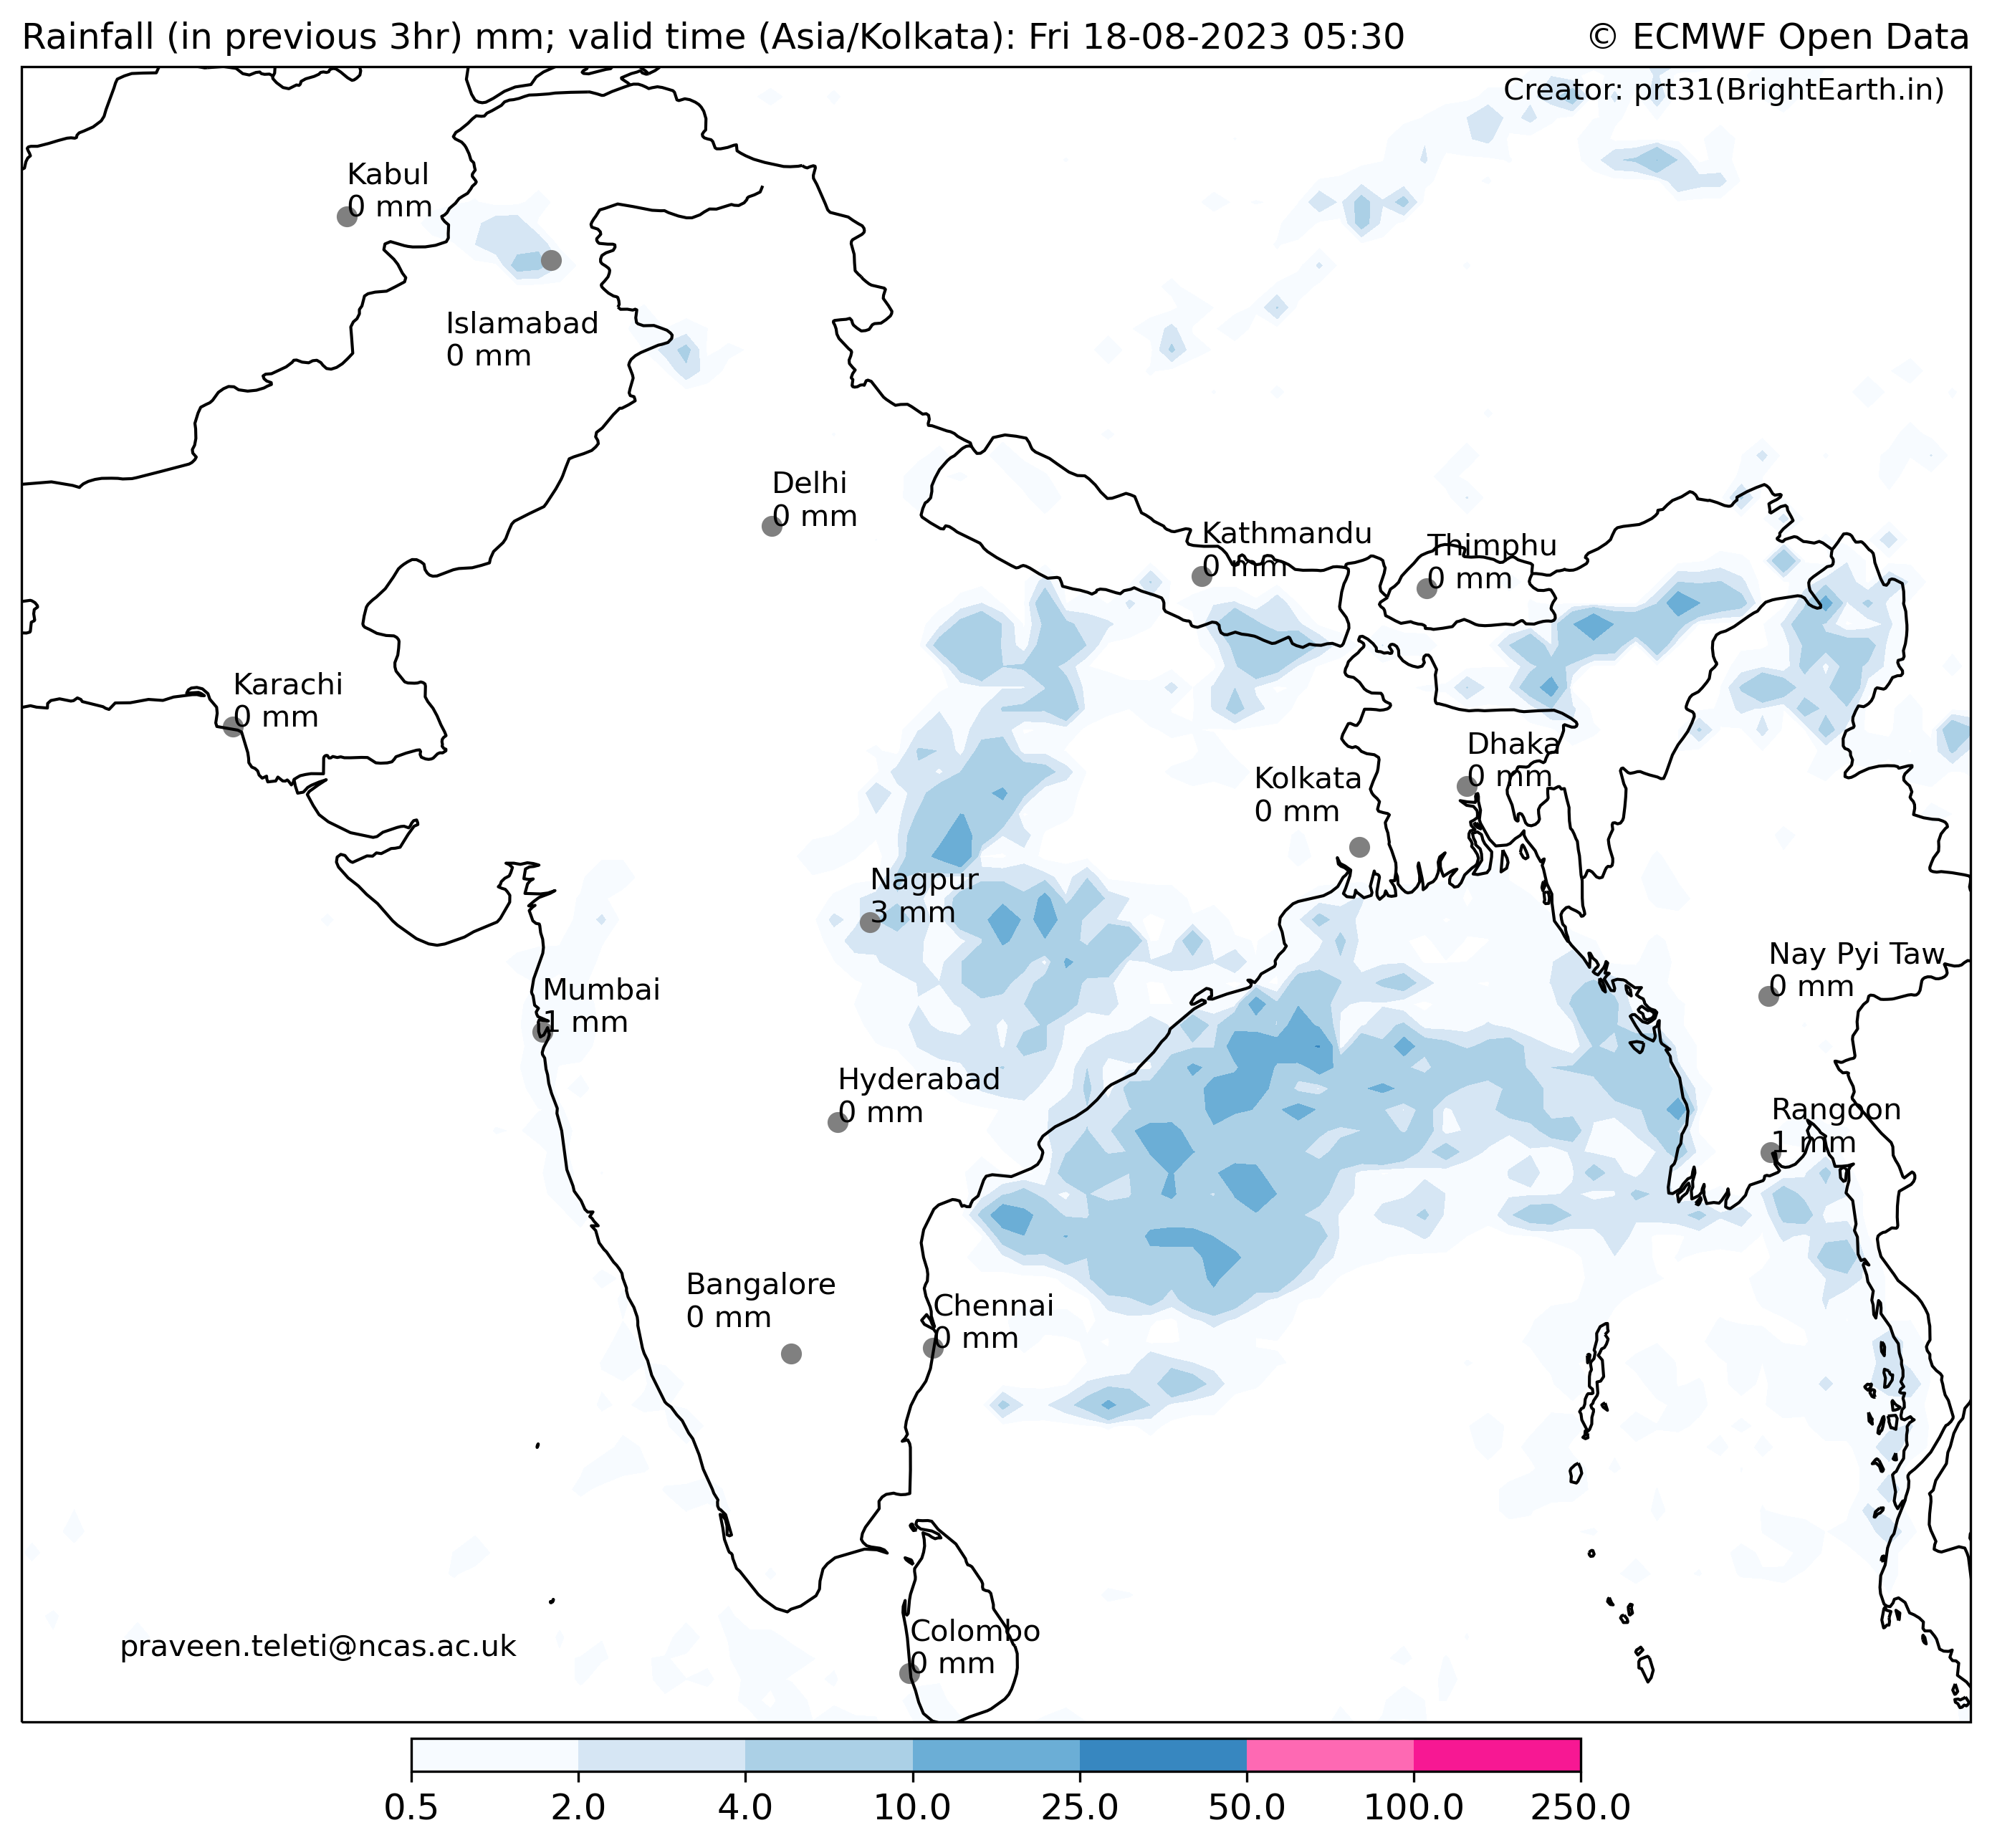 Rainfall (in previous 3hr) mm; valid time (Asia/Kolkata): Fri 18-08-2023 05:30
© ECMWF Open Data
Creator: prt31(BrightEarth.in)
Kabul
0 mm
Islamabad
0 mm
Delhi
0 mm
Kathmandu
0 mm
Thimphu
0 mm
Karachi
0 mm
Dhaka
0 mm
Kolkata
0 mm
Nagpur
3 mm
Nay Pyi Taw
0 mm
Mumbai
1 mm
Hyderabad
0 mm
Rangoon
1 mm
Bangalore
0 mm
Chennai
0 mm
Colombo
0 mm
praveen.teleti@ncas.ac.uk
0.5 2.0 4.0 10.0 25.0 50.0 100.0 250.0